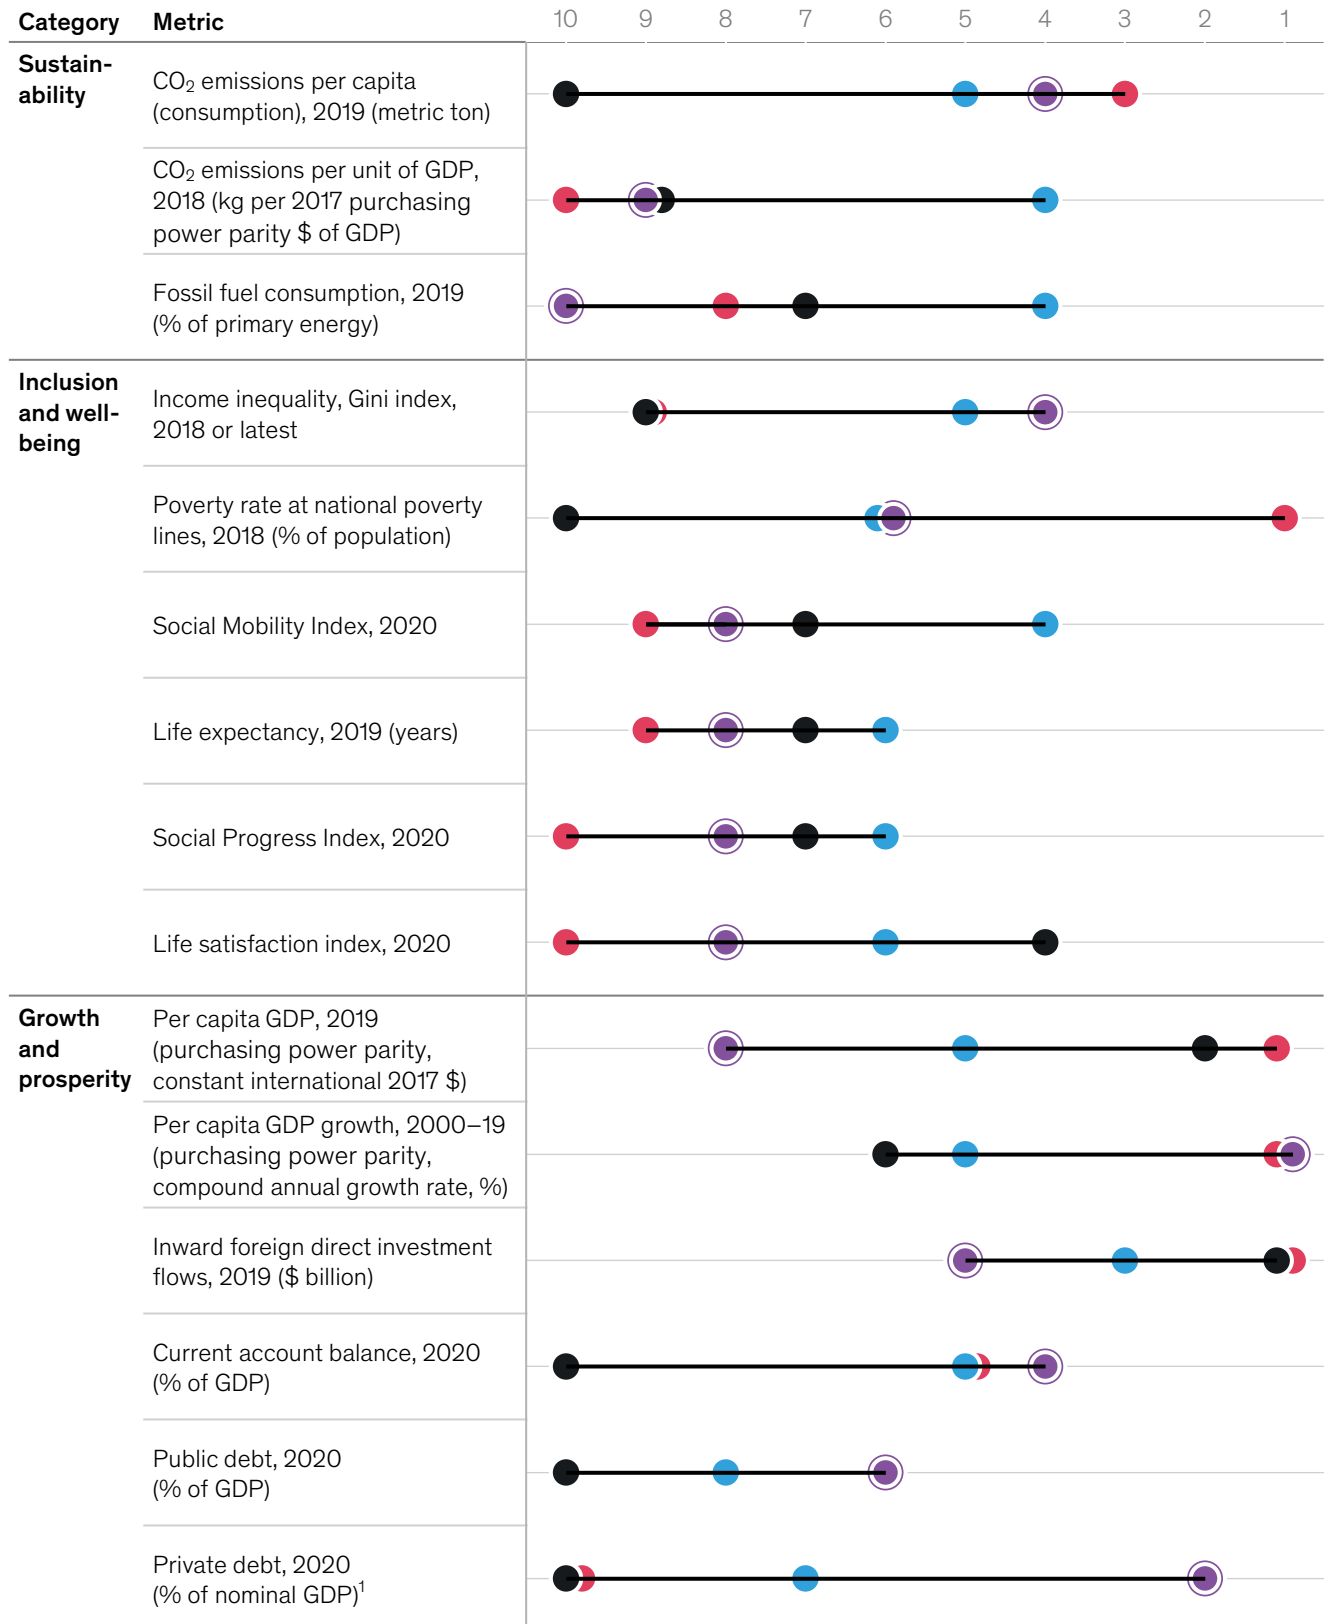 Category Metric 10 9 8 7 6 5 4 3 2 1
Sustain-
ability
CO₂ emissions per capita
(consumption), 2019 (metric ton)
CO₂ emissions per unit of GDP,
2018 (kg per 2017 purchasing
power parity $ of GDP)
Fossil fuel consumption, 2019
(% of primary energy)
Inclusion
and well-
being
Income inequality, Gini index,
2018 or latest
Poverty rate at national poverty
lines, 2018 (% of population)
Social Mobility Index, 2020
Life expectancy, 2019 (years)
Social Progress Index, 2020
Life satisfaction index, 2020
Growth
and
prosperity
Per capita GDP, 2019
(purchasing power parity,
constant international 2017 $)
Per capita GDP growth, 2000–19
(purchasing power parity,
compound annual growth rate, %)
Inward foreign direct investment
flows, 2019 ($ billion)
Current account balance, 2020
(% of GDP)
Public debt, 2020
(% of GDP)
Private debt, 2020
(% of nominal GDP)¹